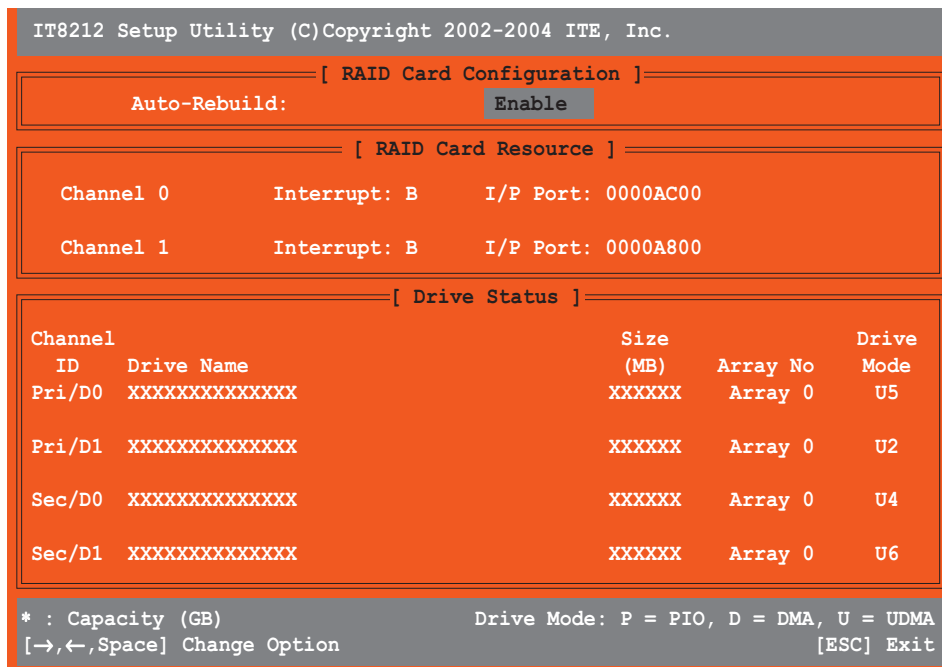 IT8212 Setup Utility (C)Copyright 2002-2004 ITE, Inc.
[ RAID Card Configuration ]
Auto-Rebuild: Enable
[ RAID Card Resource ]
Channel 0 Interrupt: B I/P Port: 0000AC00
Channel 1 Interrupt: B I/P Port: 0000A800
[ Drive Status ]
Channel Size Drive
ID Drive Name (MB) Array No Mode
Pri/D0 XXXXXXXXXXXXXX XXXXXX Array 0 U5
Pri/D1 XXXXXXXXXXXXXX XXXXXX Array 0 U2
Sec/D0 XXXXXXXXXXXXXX XXXXXX Array 0 U4
Sec/D1 XXXXXXXXXXXXXX XXXXXX Array 0 U6
* : Capacity (GB) Drive Mode: P = PIO, D = DMA, U = UDMA
[→,←,Space] Change Option [ESC] Exit